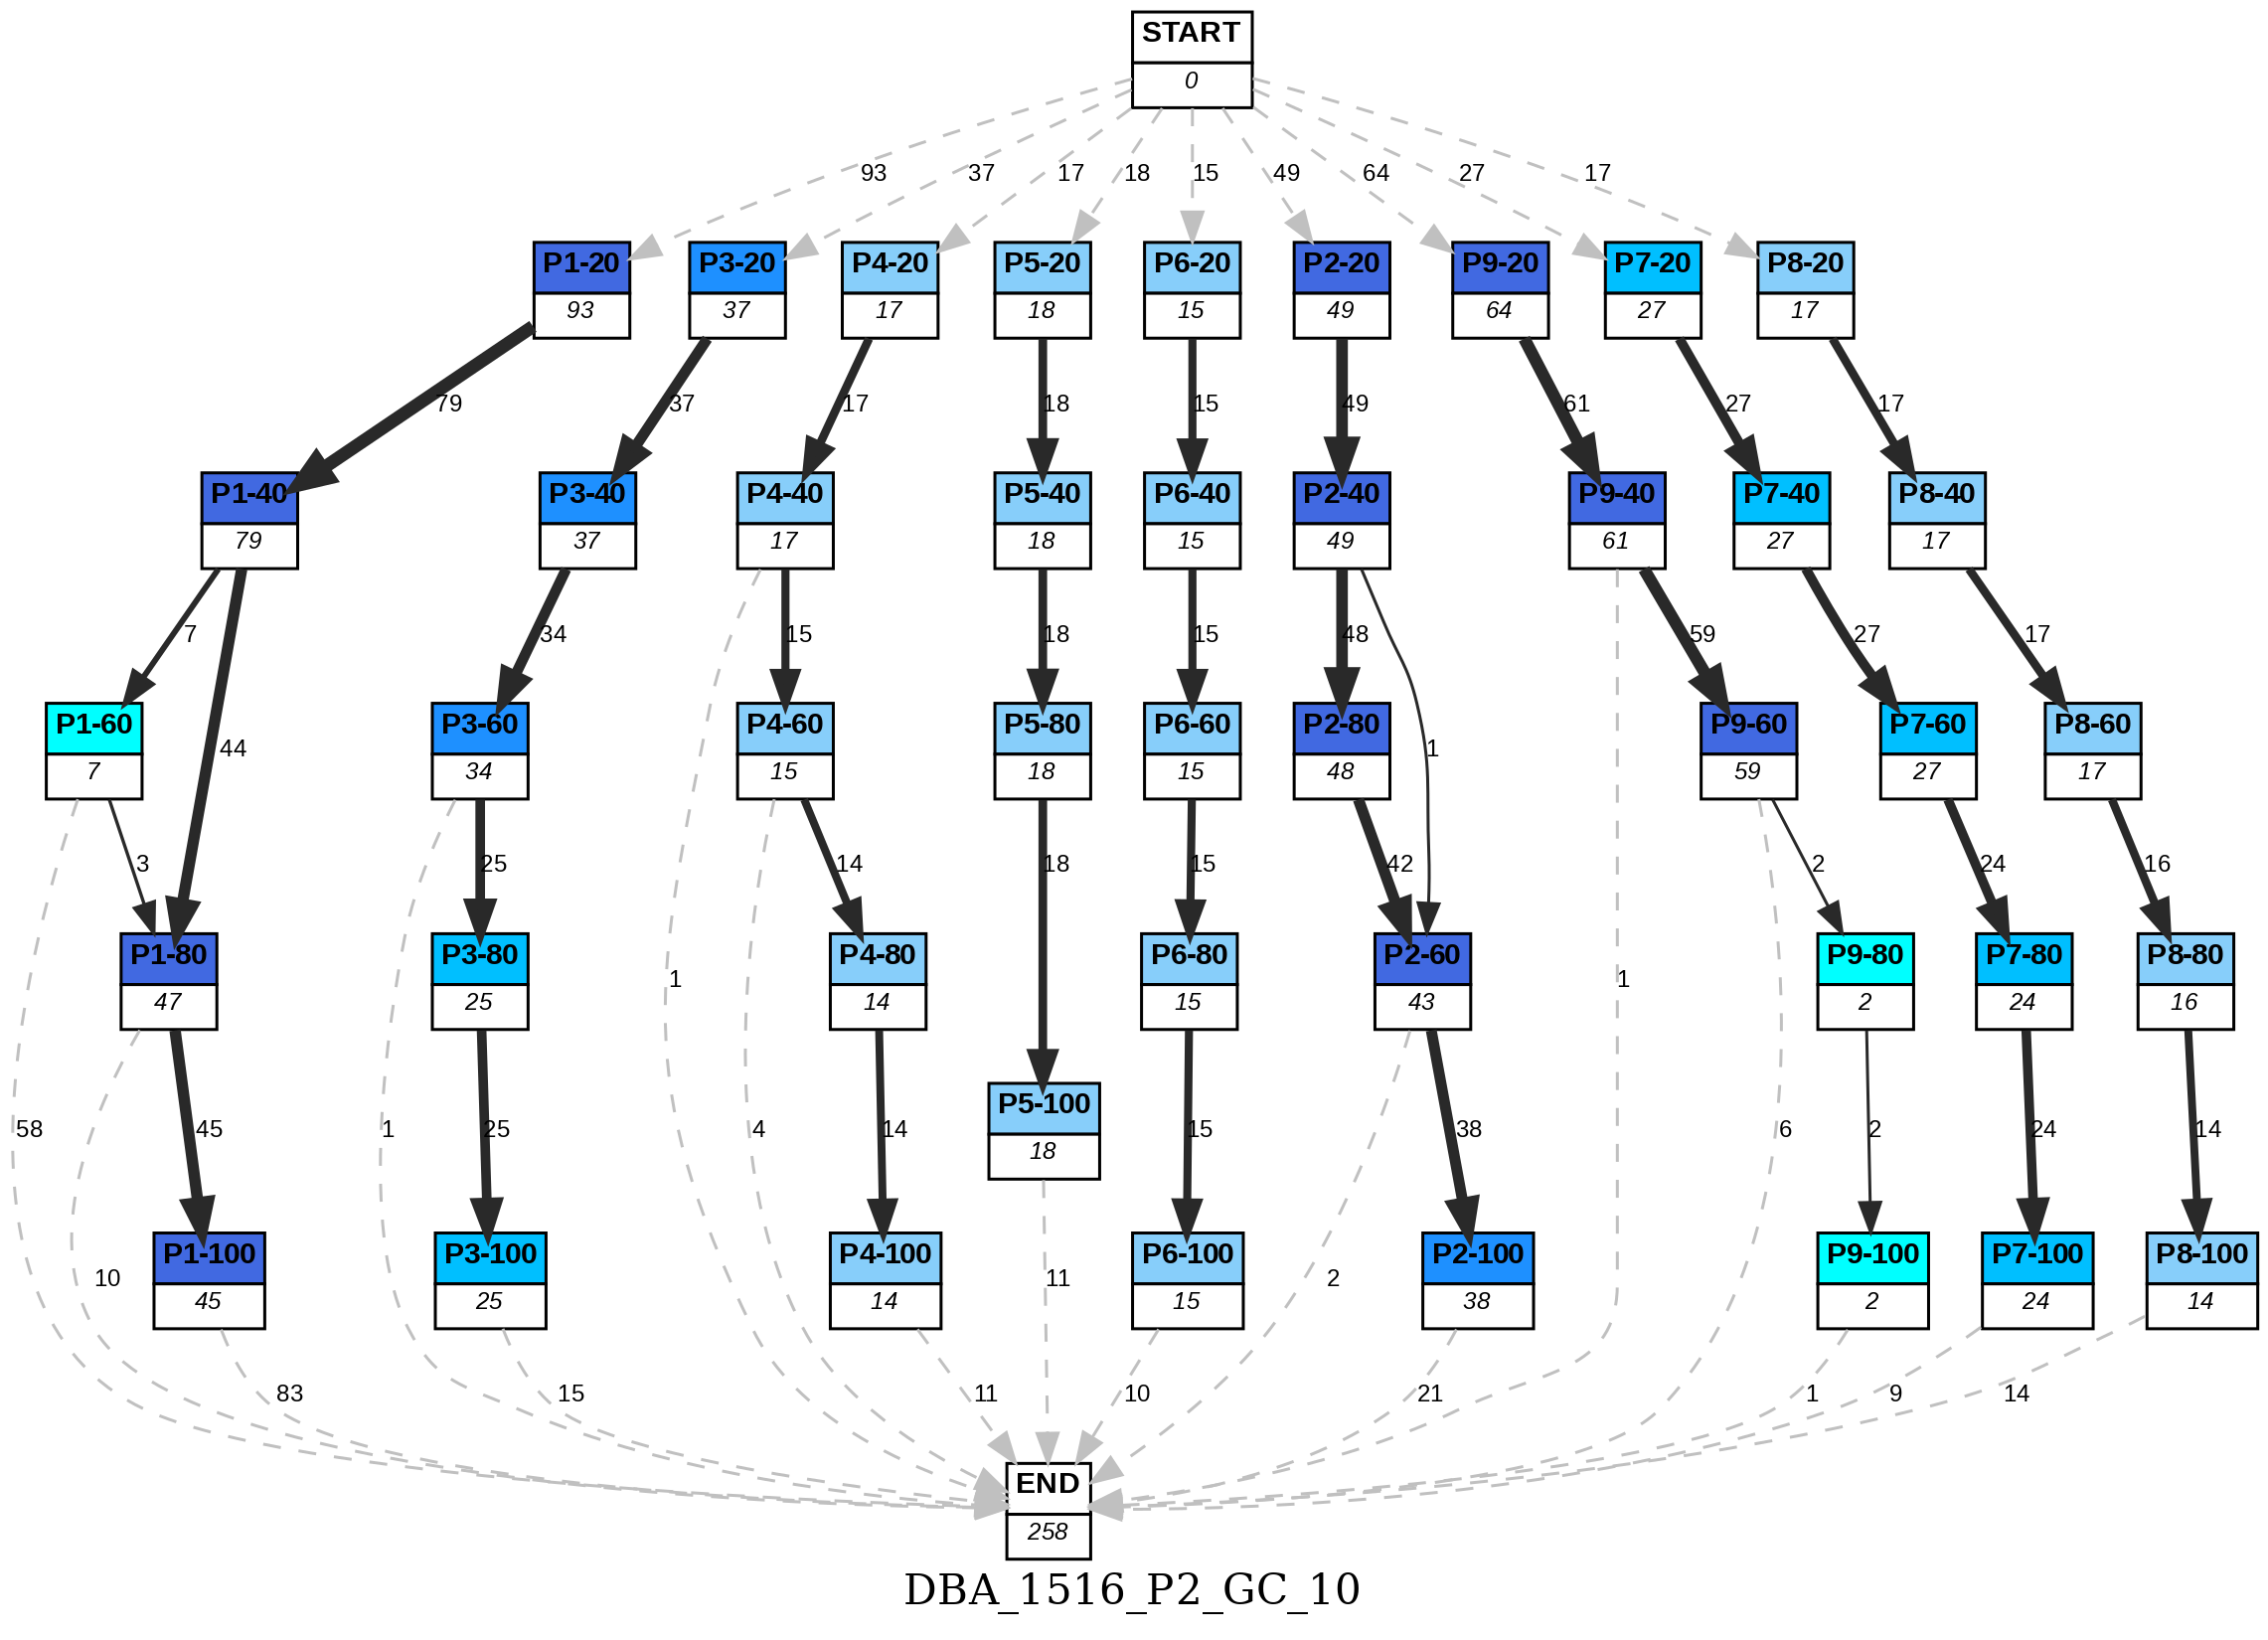 START
0
93 37 17 18 15 49 64 27 17
P1-20 P3-20 P4-20 P5-20 P6-20 P2-20 P9-20 P7-20 P8-20
93 37 17 18 15 49 64 27 17
79 37 17 18 15 49 61 27 17
P1-40 P3-40 P4-40 P5-40 P6-40 P2-40 P9-40 P7-40 P8-40
79 37 17 18 15 49 61 27 17
7 34 15 18 15 48 59 27 17
P1-60 P3-60 P4-60 P5-80 P6-60 P2-80 P9-60 P7-60 P8-60
44 1
7 34 15 18 15 48 59 27 17
3 25 14 18 15 42 2 24 16
P1-80 P3-80 P4-80 P6-80 P2-60 P9-80 P7-80 P8-80
1 1
47 25 14 15 43 2 24 16
P5-100
58 45 1 25 4 14 15 38 6 2 24 14
18
P1-100 P3-100 P4-100 P6-100 P2-100 P9-100 P7-100 P8-100
10 11 2
45 25 14 15 38 2 24 14
83 15 11 10 21 1 9 14
END
258
DBA_1516_P2_GC_10